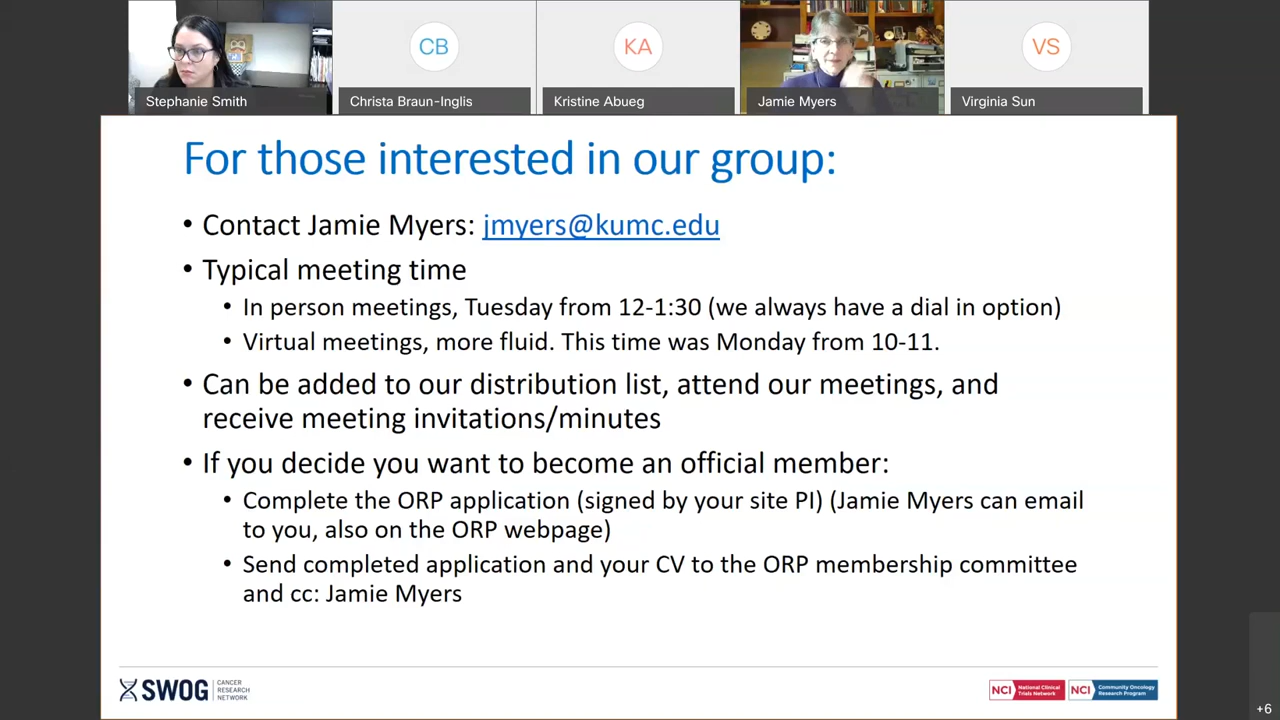 CB
KA
VS
Stephanie Smith
Christa Braun-Inglis
Kristine Abueg
Jamie Myers
Virginia Sun
For those interested in our group:
• Contact Jamie Myers: jmyers@kumc.edu
• Typical meeting time
• In person meetings, Tuesday from 12-1:30 (we always have a dial in option)
• Virtual meetings, more fluid. This time was Monday from 10-11.
• Can be added to our distribution list, attend our meetings, and
receive meeting invitations/minutes
• If you decide you want to become an official member:
• Complete the ORP application (signed by your site PI) (Jamie Myers can email
to you, also on the ORP webpage)
• Send completed application and your CV to the ORP membership committee
and cc: Jamie Myers
SWOG
CANCER
RESEARCH
NETWORK
NCI
National Clinical
Trials Network
NCI
Community Oncology
Research Program
+6